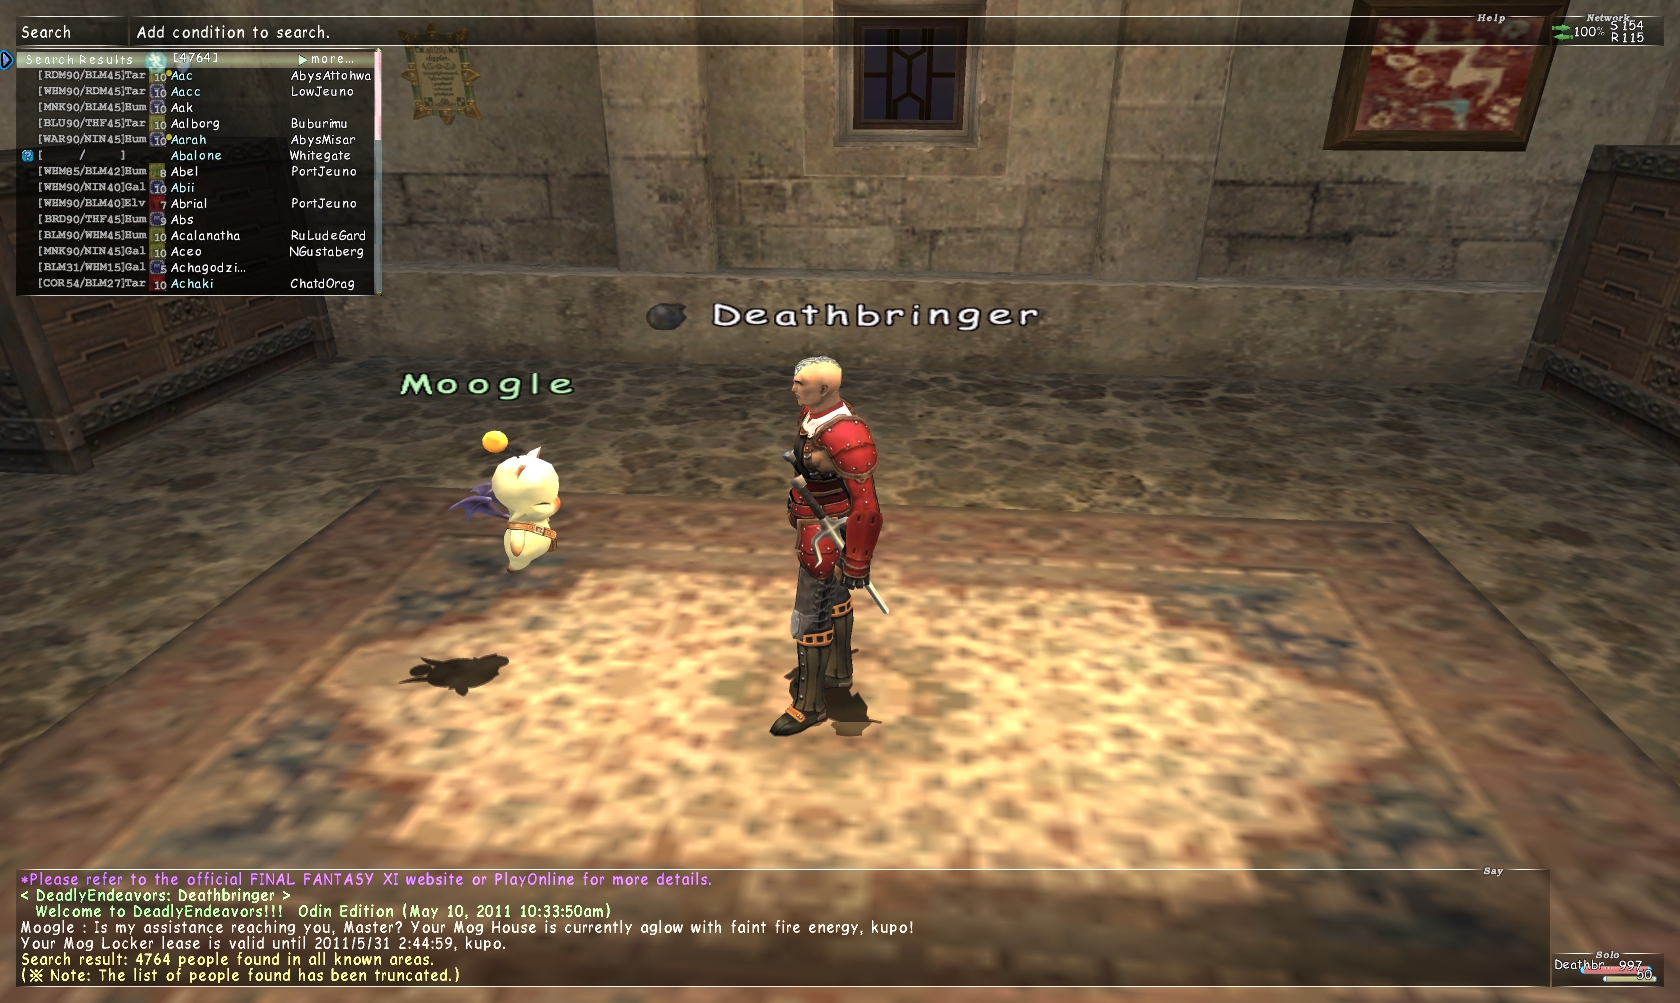 Help
Network
Search Add condition to search.
100% S 154
R 115
Search Results [4764] more...
[RDM90/BLM45]Tar 10 Aac AbysAttohwa
[WHM90/RDM45]Tar 10 Aacc LowJeuno
[MNK90/BLM45]Hum 10 Aak
[BLU90/THF45]Tar 10 Aalborg Buburimu
[WAR90/NIN45]Hum 10 Aarah AbysMisar
[ / ] Abalone Whitegate
[WHM85/BLM42]Hum 8 Abel PortJeuno
[WHM90/NIN40]Gal 10 Abii
[WHM90/BLM40]Elv 7 Abrial PortJeuno
[BRD90/THF45]Hum 9 Abs
[BLM90/WHM45]Hum 10 Acalanatha RuLudeGard
[MNK90/NIN45]Gal 10 Aceo NGustaberg
[BLM31/WHM15]Gal 5 Achagodzi...
[COR54/BLM27]Tar 10 Achaki ChatdOrag
Deathbringer
Moogle
Say
*Please refer to the official FINAL FANTASY XI website or PlayOnline for more details.
< DeadlyEndeavors: Deathbringer >
Welcome to DeadlyEndeavors!!! Odin Edition (May 10, 2011 10:33:50am)
Moogle : Is my assistance reaching you, Master? Your Mog House is currently aglow with faint fire energy, kupo!
Your Mog Locker lease is valid until 2011/5/31 2:44:59, kupo.
Search result: 4764 people found in all known areas.
(※ Note: The list of people found has been truncated.)
Solo
Deathbr... 997
50